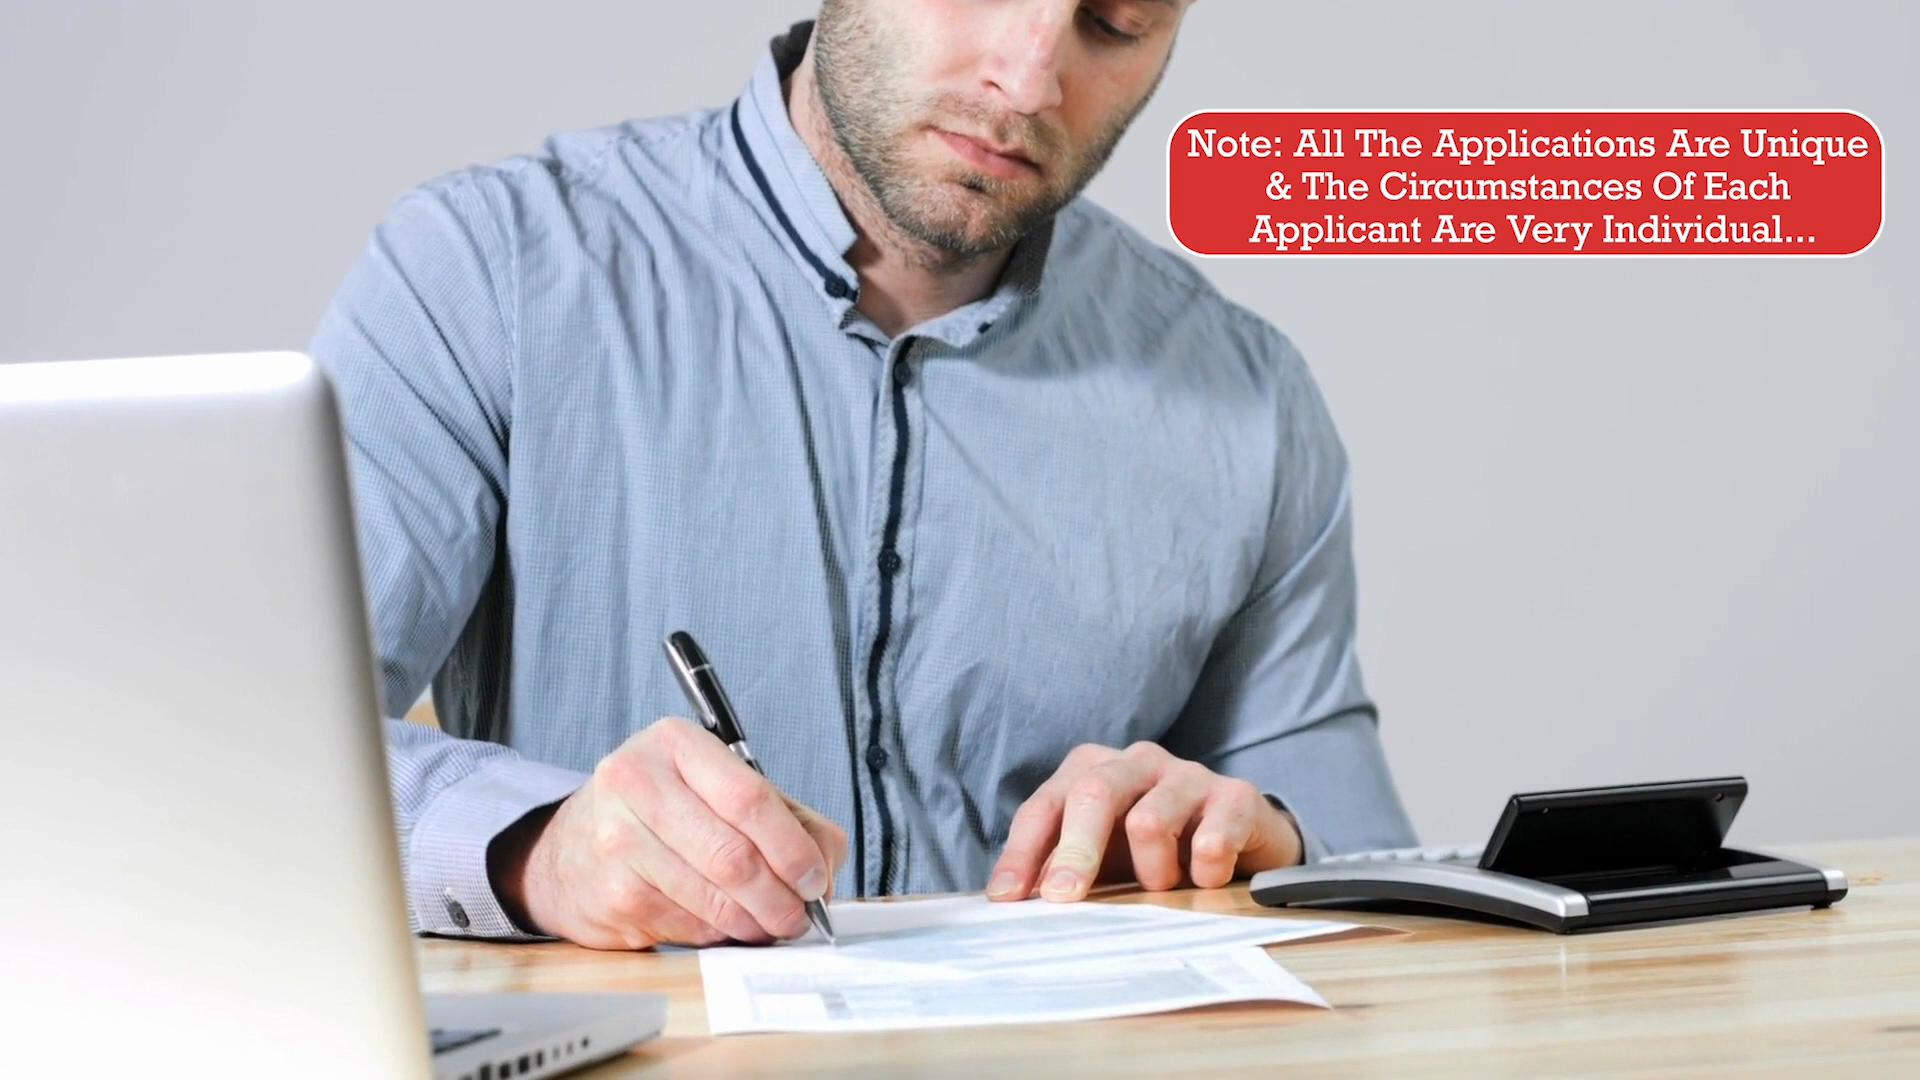 Note: All The Applications Are Unique
& The Circumstances Of Each
Applicant Are Very Individual...